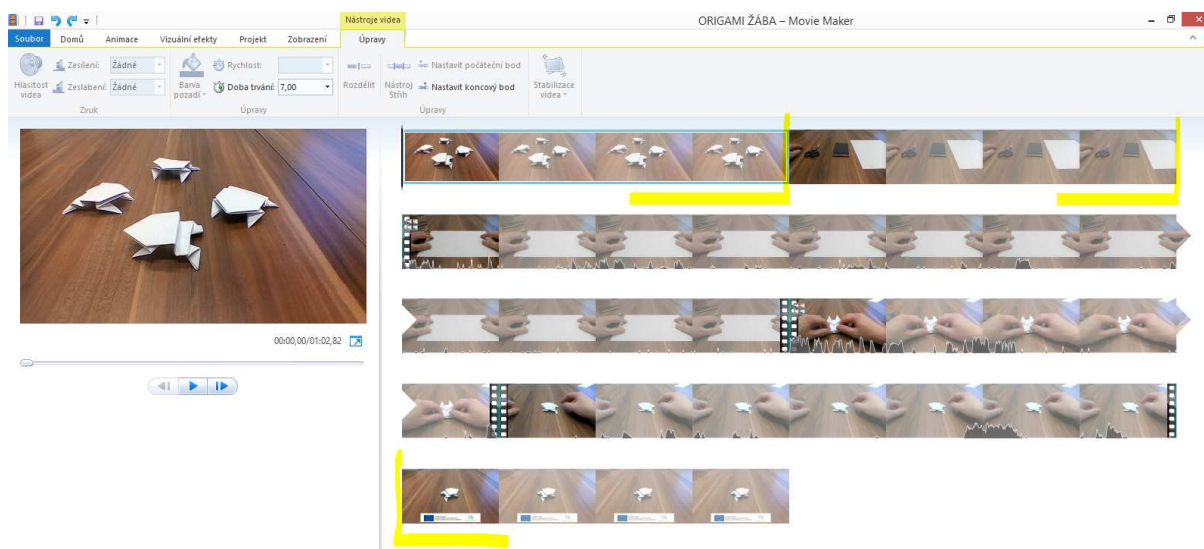 Nástroje videa
ORIGAMI ŽÁBA – Movie Maker
Soubor Domů Animace Vizuální efekty Projekt Zobrazení Úpravy
Hlasitost videa
Zesílení: Žádné
Zeslabení: Žádné
Zvuk
Barva pozadí
Rychlost:
Doba trvání: 7,00
Úpravy
Rozdělit
Nástroj Střih
Nastavit počáteční bod
Nastavit koncový bod
Úpravy
Stabilizace videa
00:00,00/01:02,82